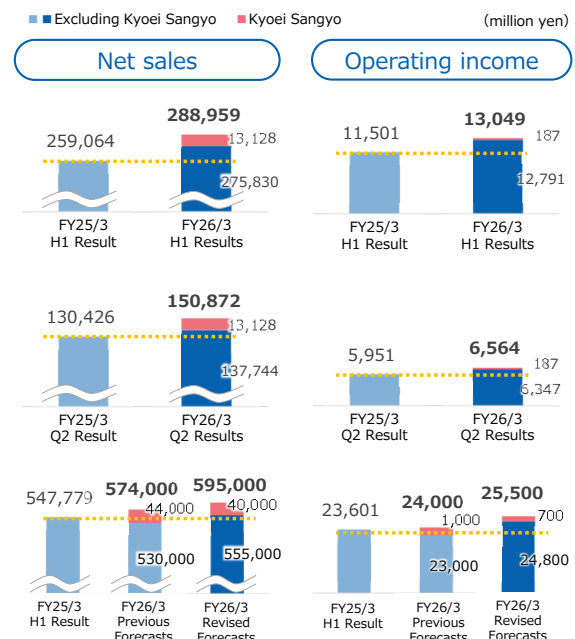 Excluding Kyoei Sangyo Kyoei Sangyo (million yen)
Net sales
Operating income
288,959
259,064
13,128
275,830
FY25/3
H1 Result
FY26/3
H1 Results
13,049
11,501
187
12,791
FY25/3
H1 Result
FY26/3
H1 Results
150,872
130,426
13,128
137,744
FY25/3
Q2 Result
FY26/3
Q2 Results
6,564
5,951
187
6,347
FY25/3
Q2 Result
FY26/3
Q2 Results
547,779
574,000
595,000
44,000
40,000
530,000
555,000
FY25/3
H1 Result
FY26/3
Previous
Forecasts
FY26/3
Revised
Forecasts
23,601
24,000
25,500
1,000
700
23,000
24,800
FY25/3
H1 Result
FY26/3
Previous
Forecasts
FY26/3
Revised
Forecasts